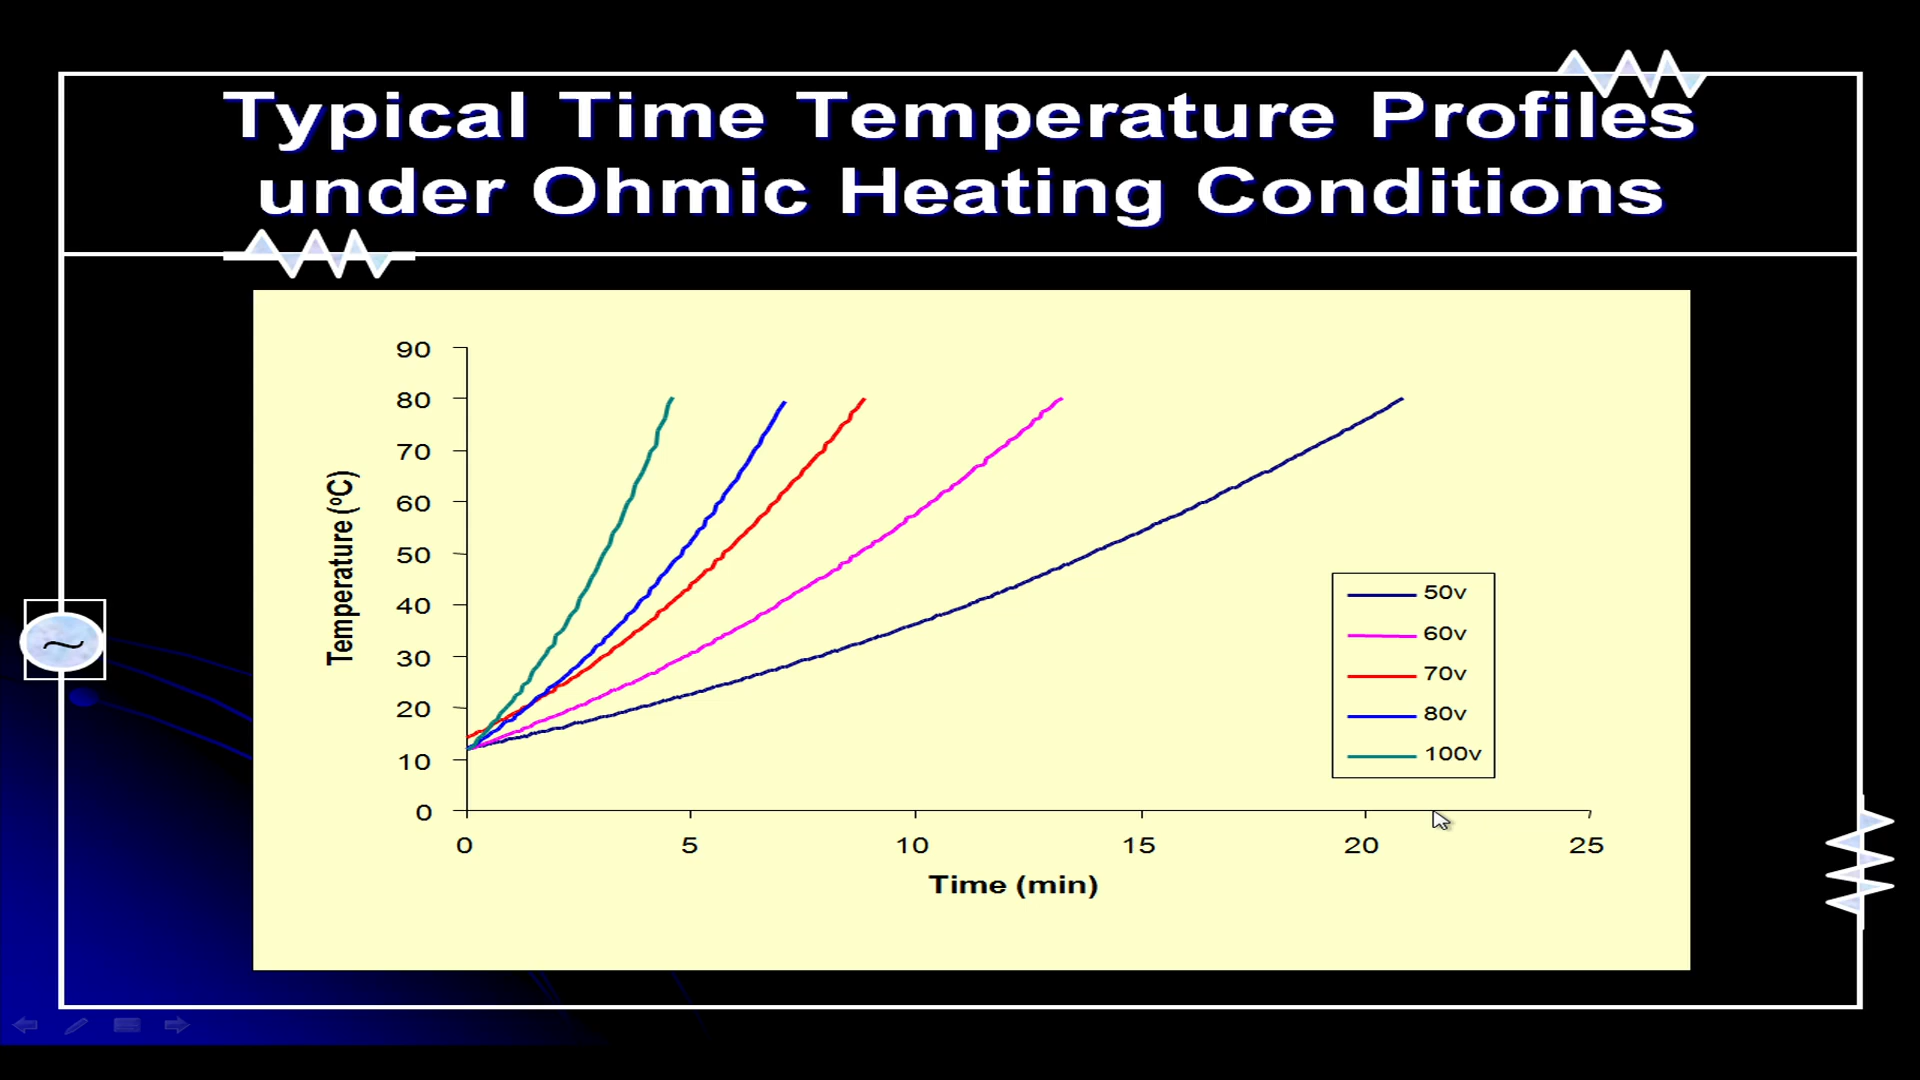 Typical Time Temperature Profiles
under Ohmic Heating Conditions
90
80
70
60
50
40
30
20
10
0
Temperature (ºC)
0 5 10 15 20 25
Time (min)
50v
60v
70v
80v
100v
~